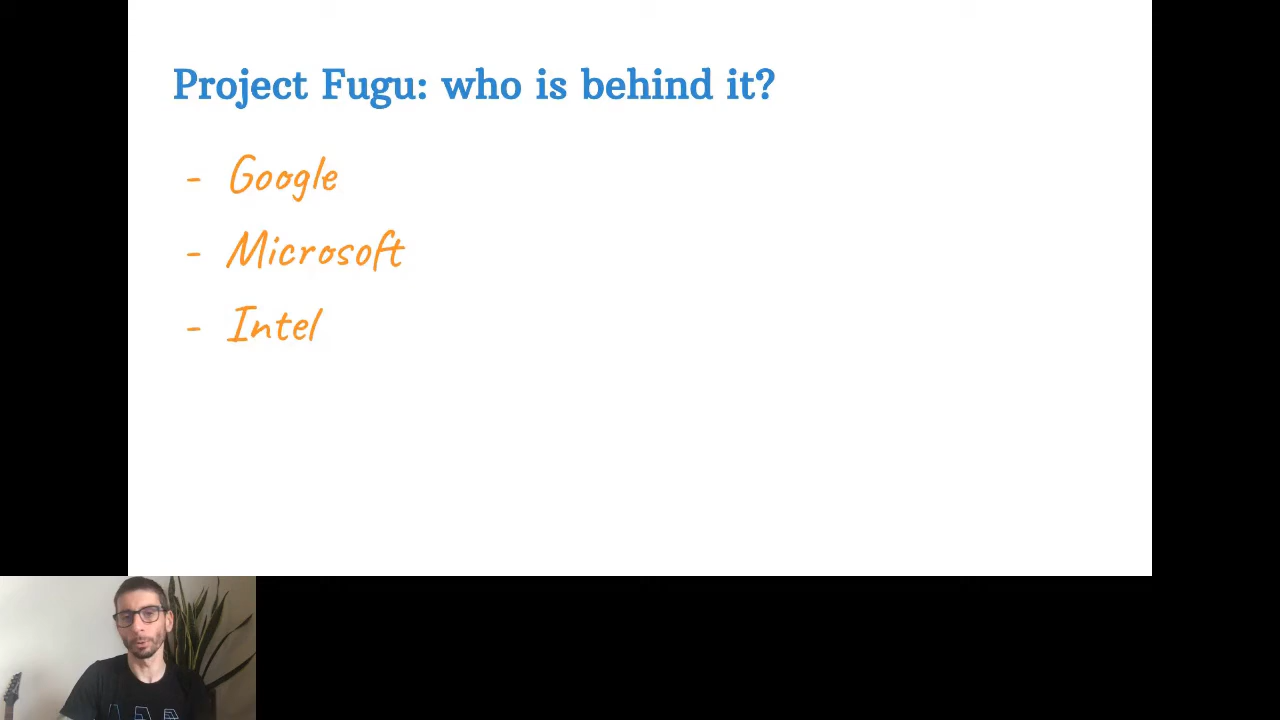 Project Fugu: who is behind it?
- Google
- Microsoft
- Intel